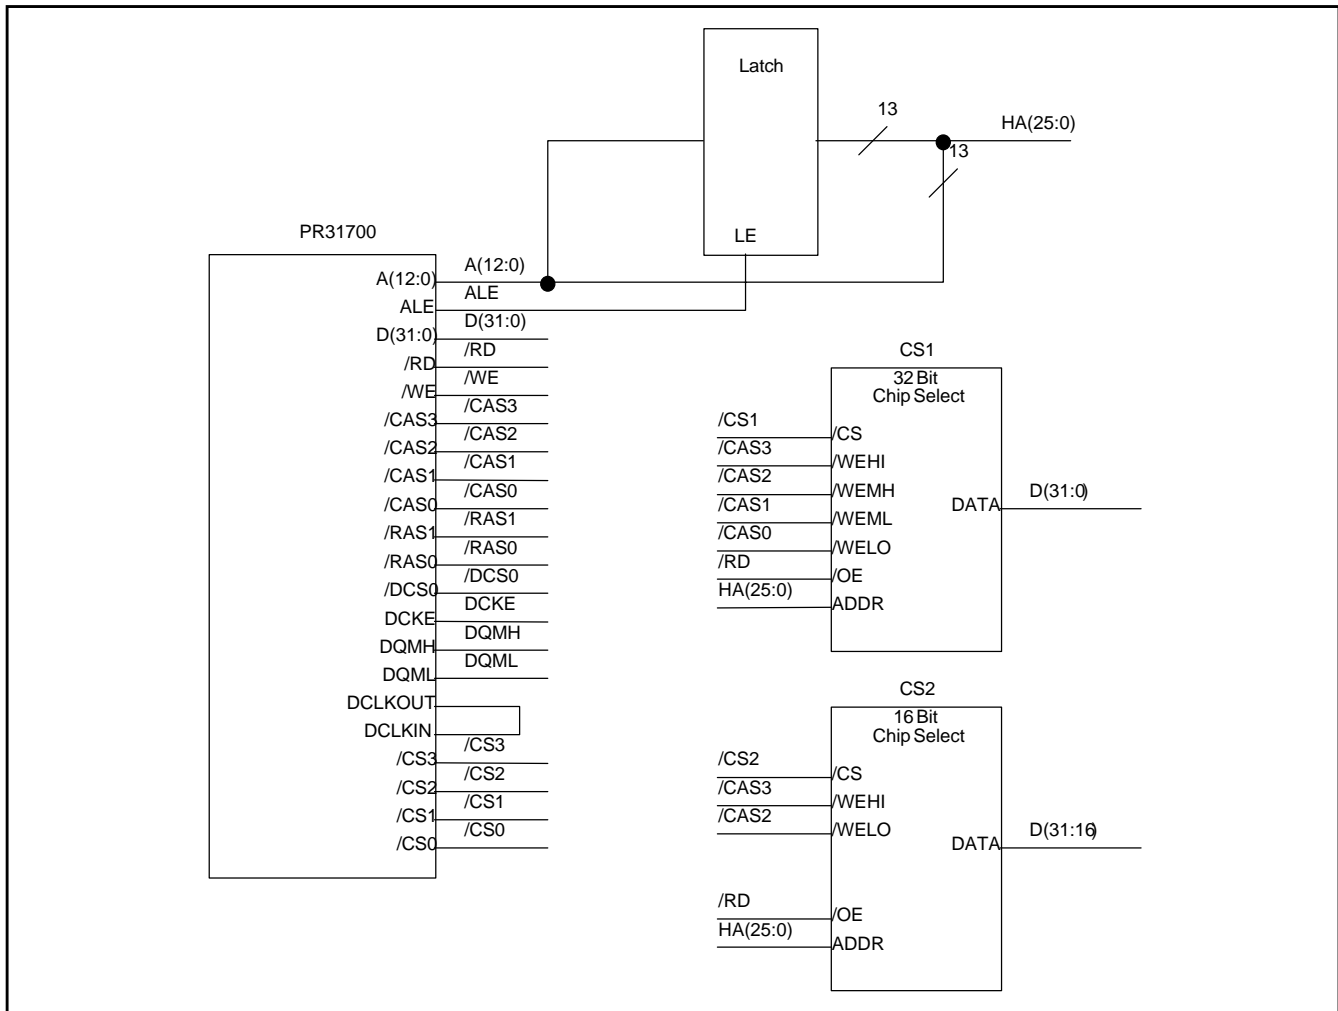 Latch
13
HA(25:0)
13
LE
PR31700
A(12:0) A(12:0)
ALE ALE
D(31:0) D(31:0)
/RD /RD
/WE /WE
/CAS3 /CAS3
/CAS2 /CAS2
/CAS1 /CAS1
/CAS0 /CAS0
/RAS1 /RAS1
/RAS0 /RAS0
/DCS0 /DCS0
DCKE DCKE
DQMH DQMH
DQML DQML
DCLKOUT
DCLKIN
/CS3 /CS3
/CS2 /CS2
/CS1 /CS1
/CS0 /CS0
CS1
32 Bit
Chip Select
/CS1 /CS
/CAS3 /WEHI
/CAS2 /WEMH
/CAS1 /WEML
DATA D(31:0)
/CAS0 /WELO
/RD /OE
HA(25:0) ADDR
CS2
16 Bit
Chip Select
/CS2 /CS
/CAS3 /WEHI
/CAS2 /WELO
DATA D(31:16)
/RD /OE
HA(25:0) ADDR